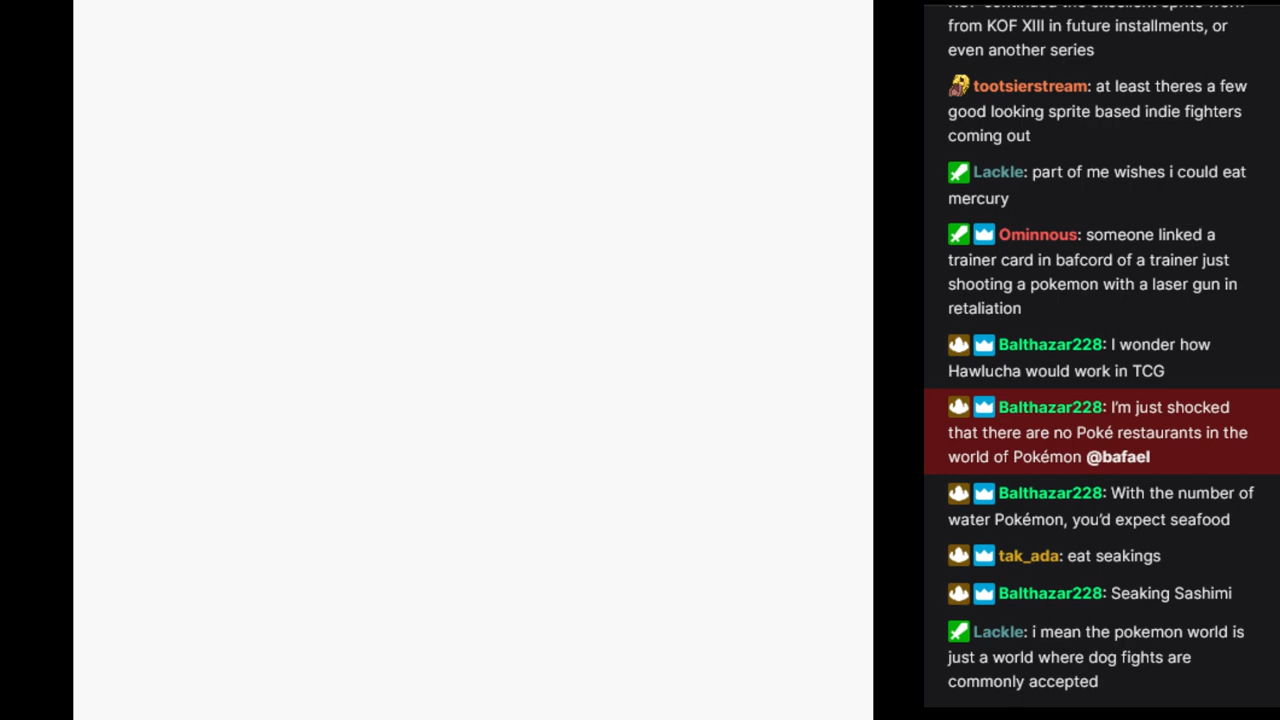 from KOF XIII in future installments, or
even another series
tootsierstream: at least theres a few
good looking sprite based indie fighters
coming out
Lackle: part of me wishes i could eat
mercury
Ominnous: someone linked a
trainer card in bafcord of a trainer just
shooting a pokemon with a laser gun in
retaliation
Balthazar228: I wonder how
Hawlucha would work in TCG
Balthazar228: I’m just shocked
that there are no Poké restaurants in the
world of Pokémon @bafael
Balthazar228: With the number of
water Pokémon, you’d expect seafood
tak_ada: eat seakings
Balthazar228: Seaking Sashimi
Lackle: i mean the pokemon world is
just a world where dog fights are
commonly accepted